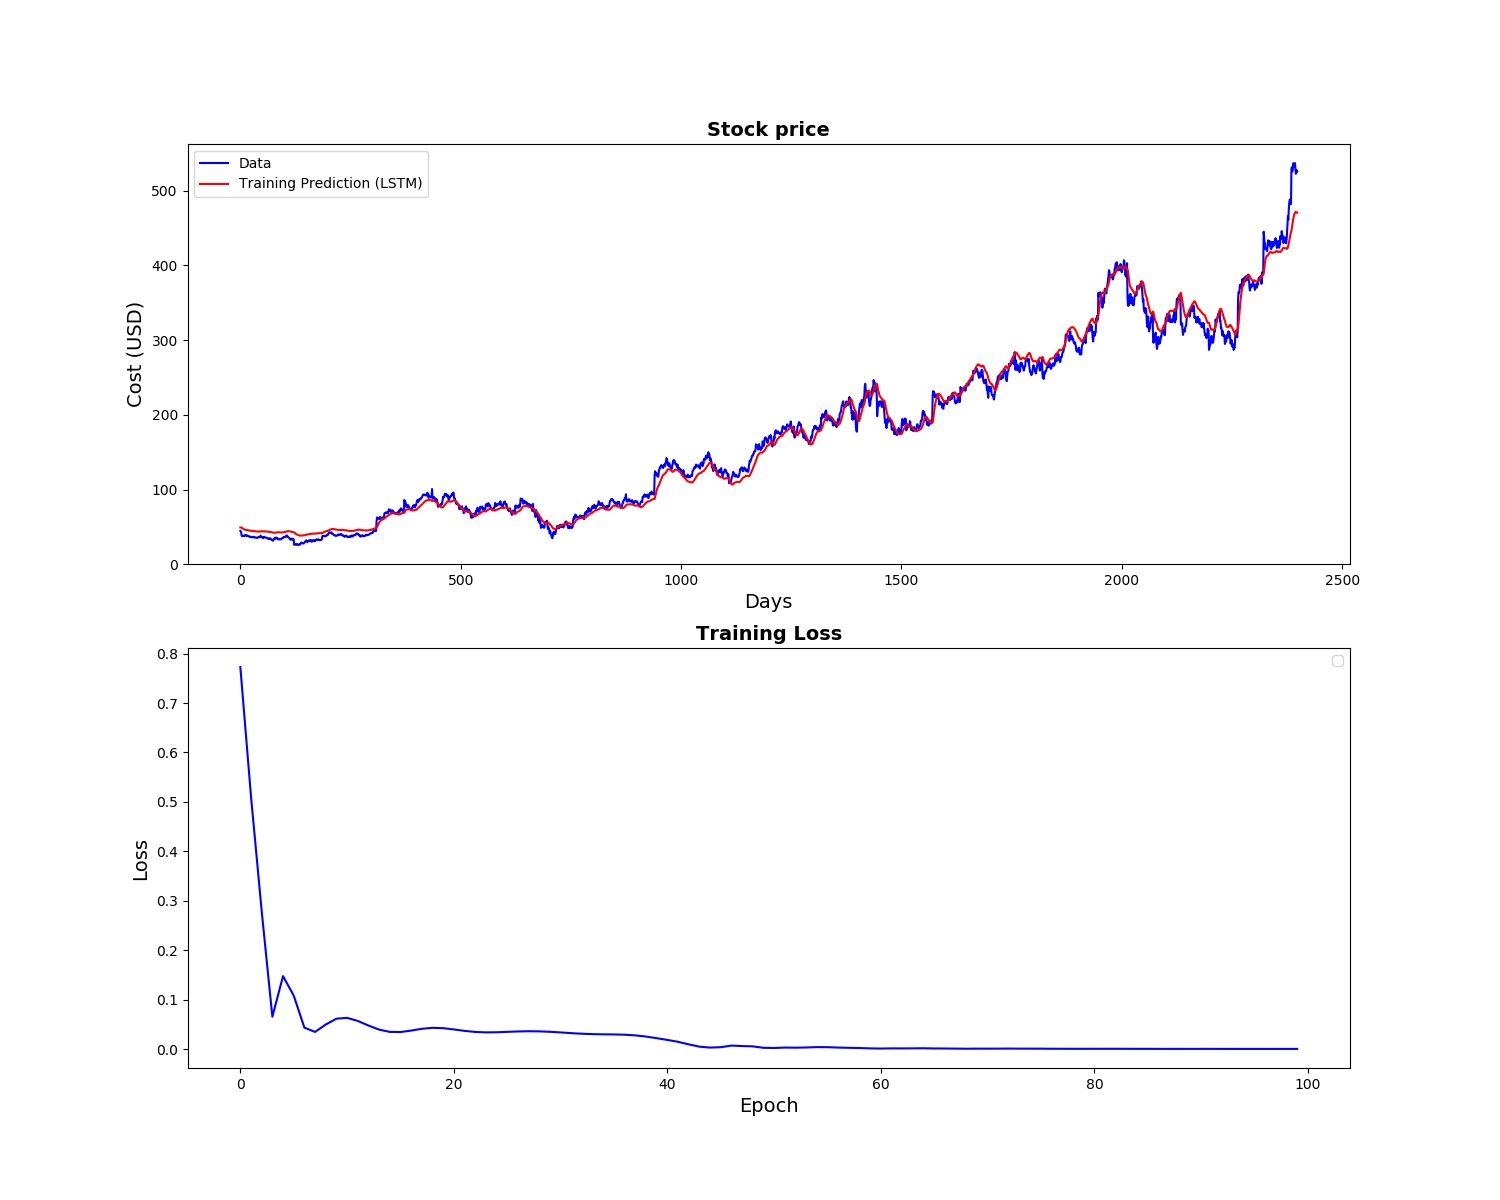 Stock price
Data
Training Prediction (LSTM)
500
400
300
200
100
0
Cost (USD)
0 500 1000 1500 2000 2500
Days
Training Loss
0.8
0.7
0.6
0.5
0.4
0.3
0.2
0.1
0.0
Loss
0 20 40 60 80 100
Epoch